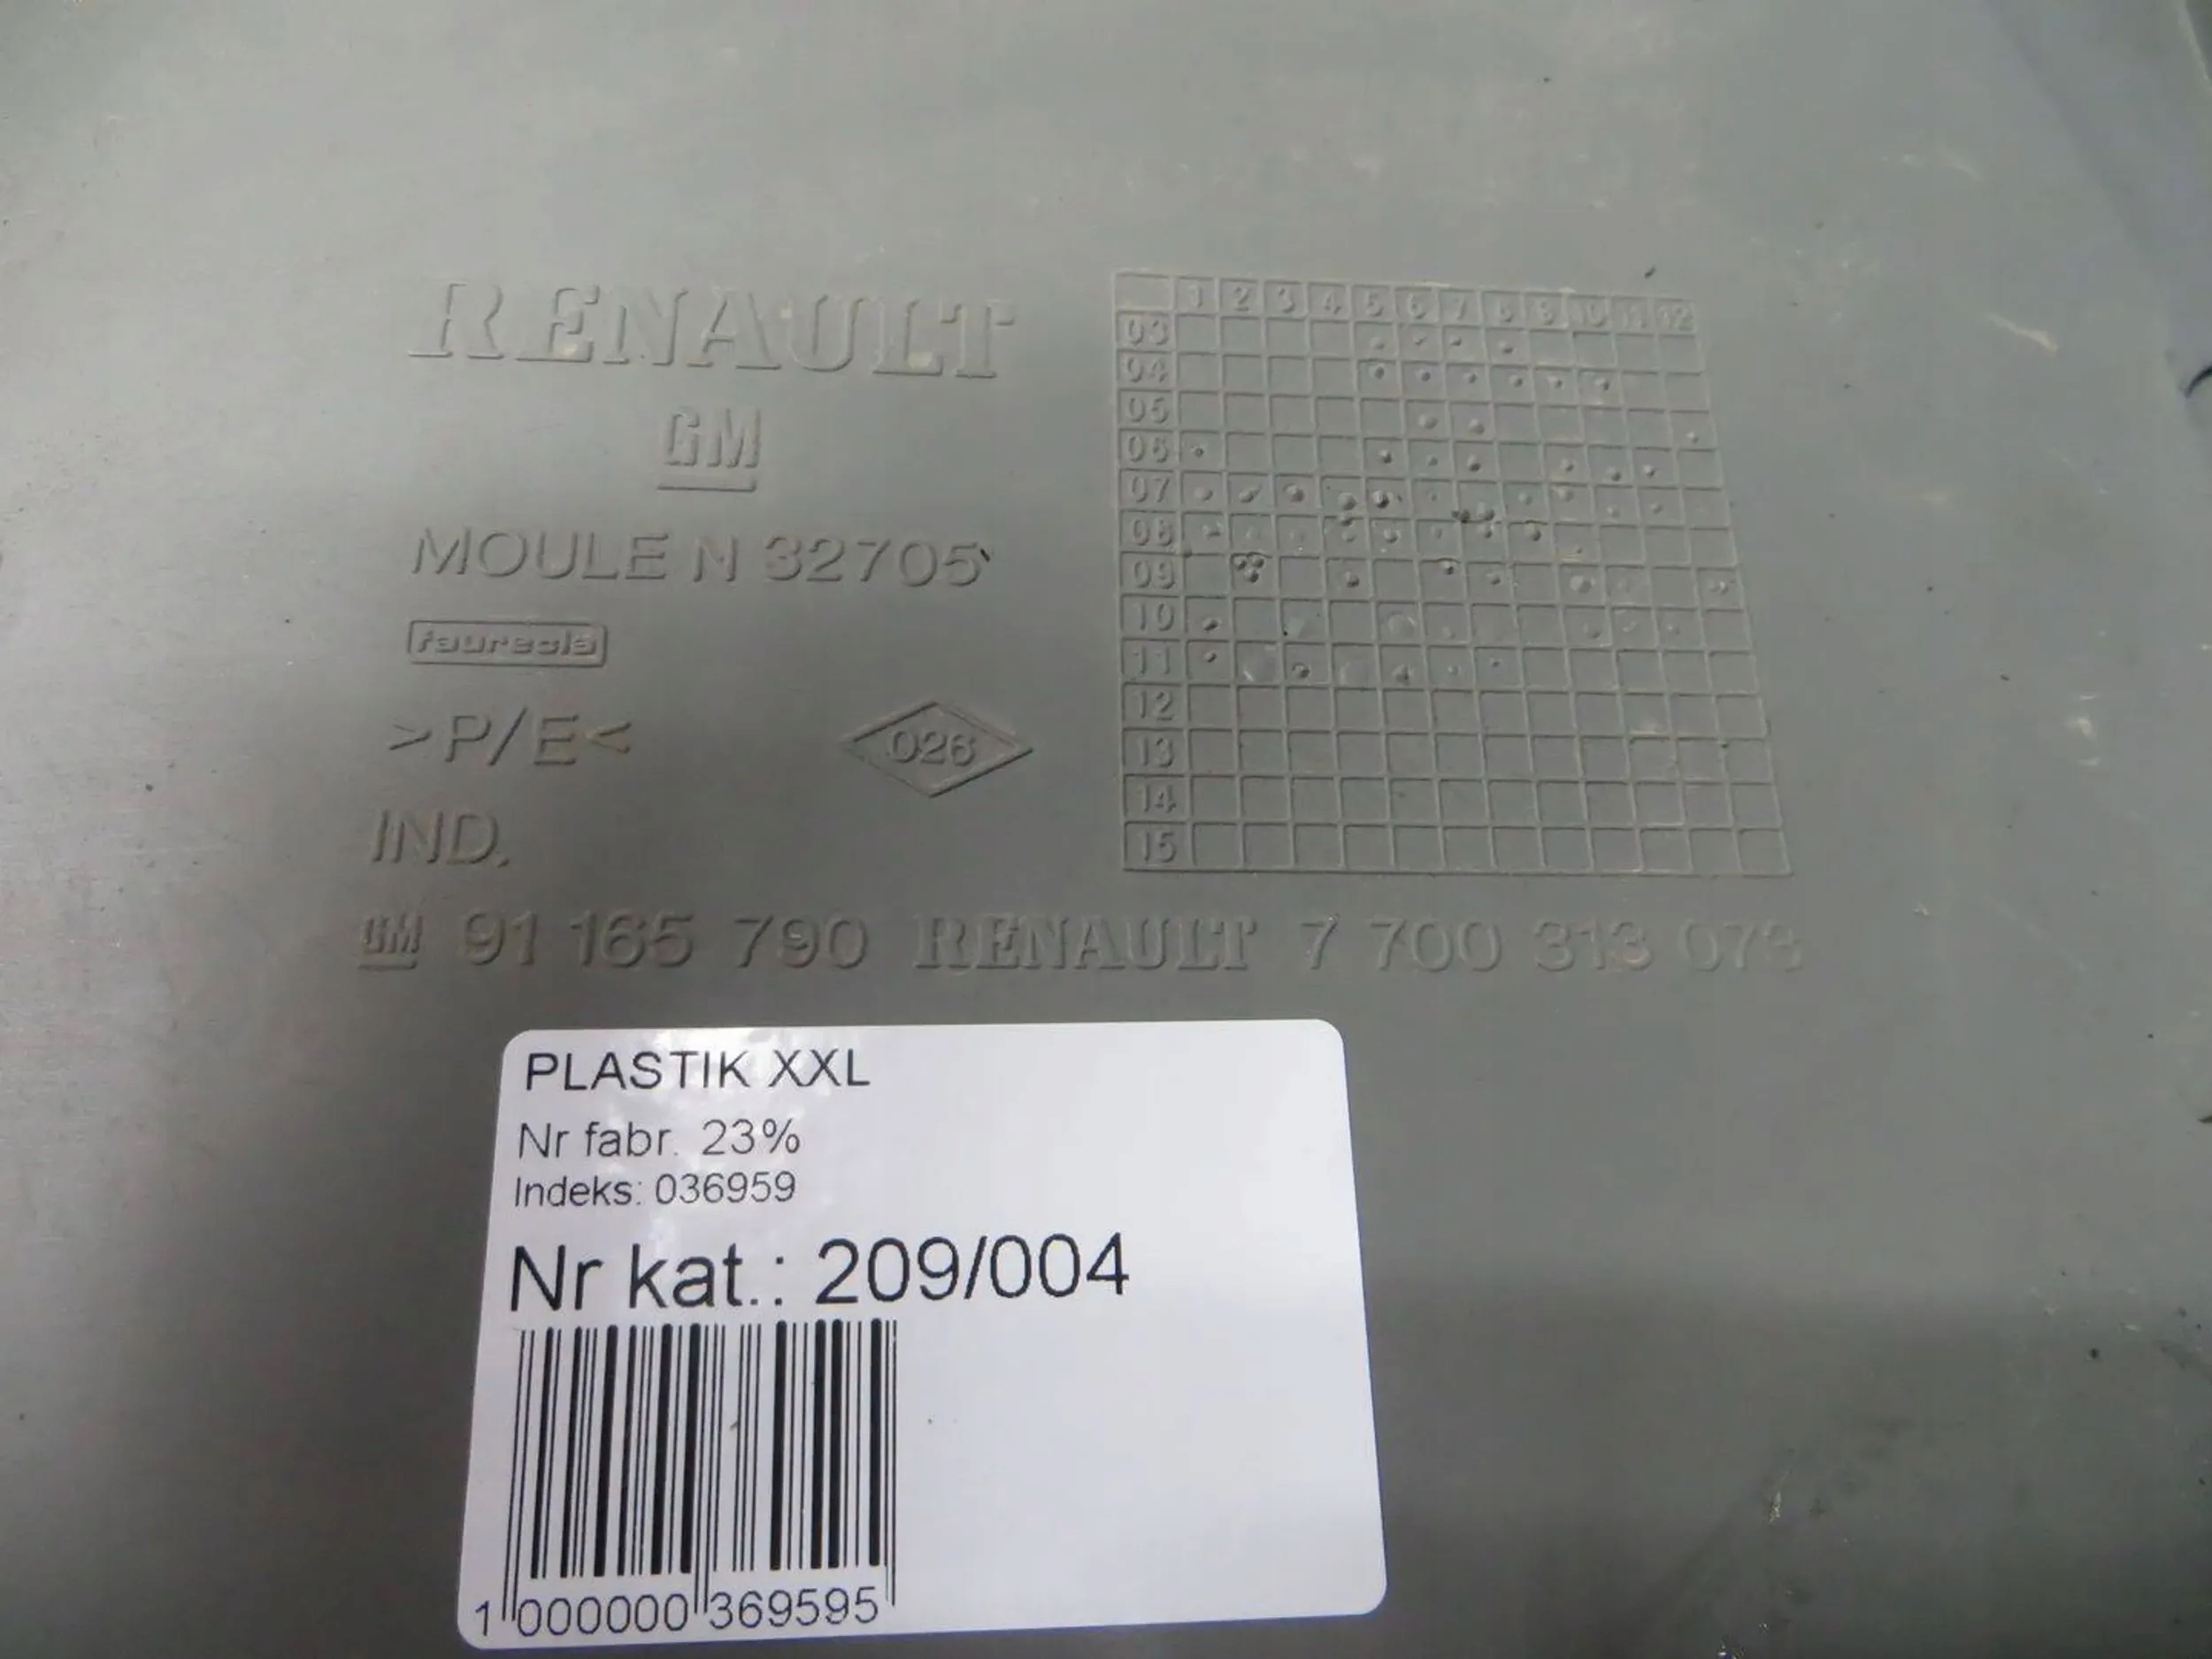 RENAULT
GM
MOULE N 32705
faurecia
>P/E<
026
IND.
1 2 3 4 5 6 7 8 9 10 11 12
03
04
05
06
07
08
09
10
11
12
13
14
15
GM 91 165 790 RENAULT 7 700 313 073
PLASTIK XXL
Nr fabr. 23%
Indeks: 036959
Nr kat.: 209/004
1 000000 369595